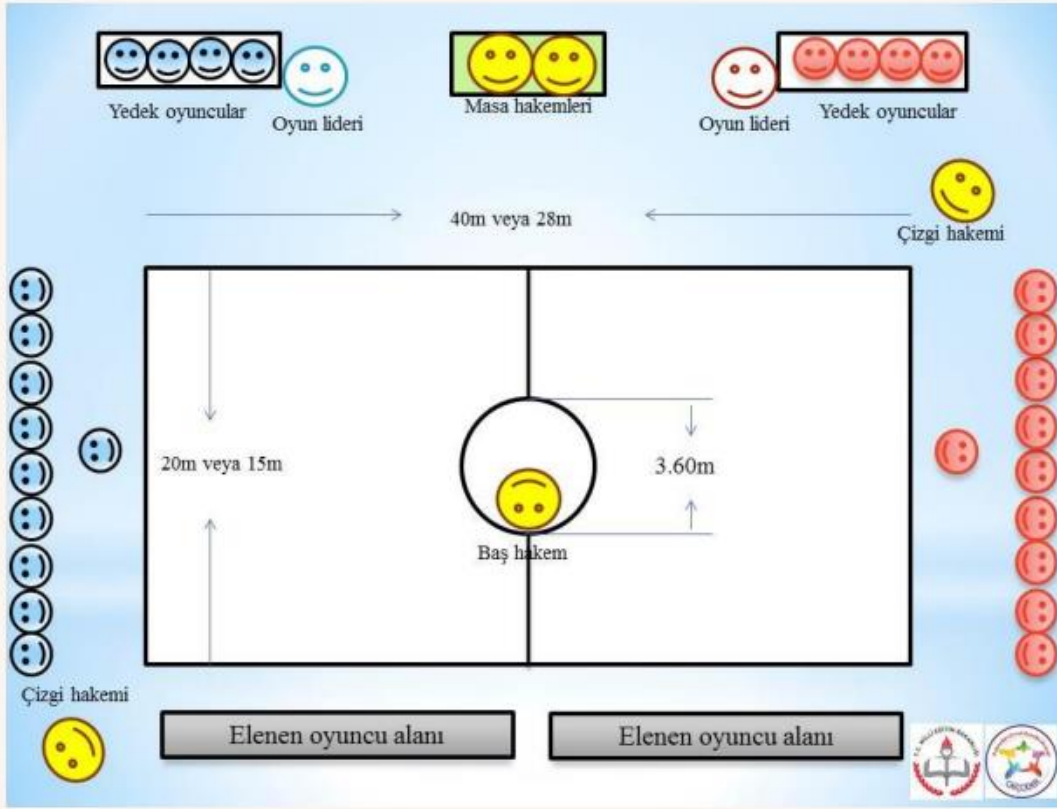 Yedek oyuncular
Oyun lideri
Masa hakemleri
Oyun lideri
Yedek oyuncular
40m veya 28m
Çizgi hakemi
20m veya 15m
3.60m
Baş hakem
Çizgi hakemi
Elenen oyuncu alanı
Elenen oyuncu alanı